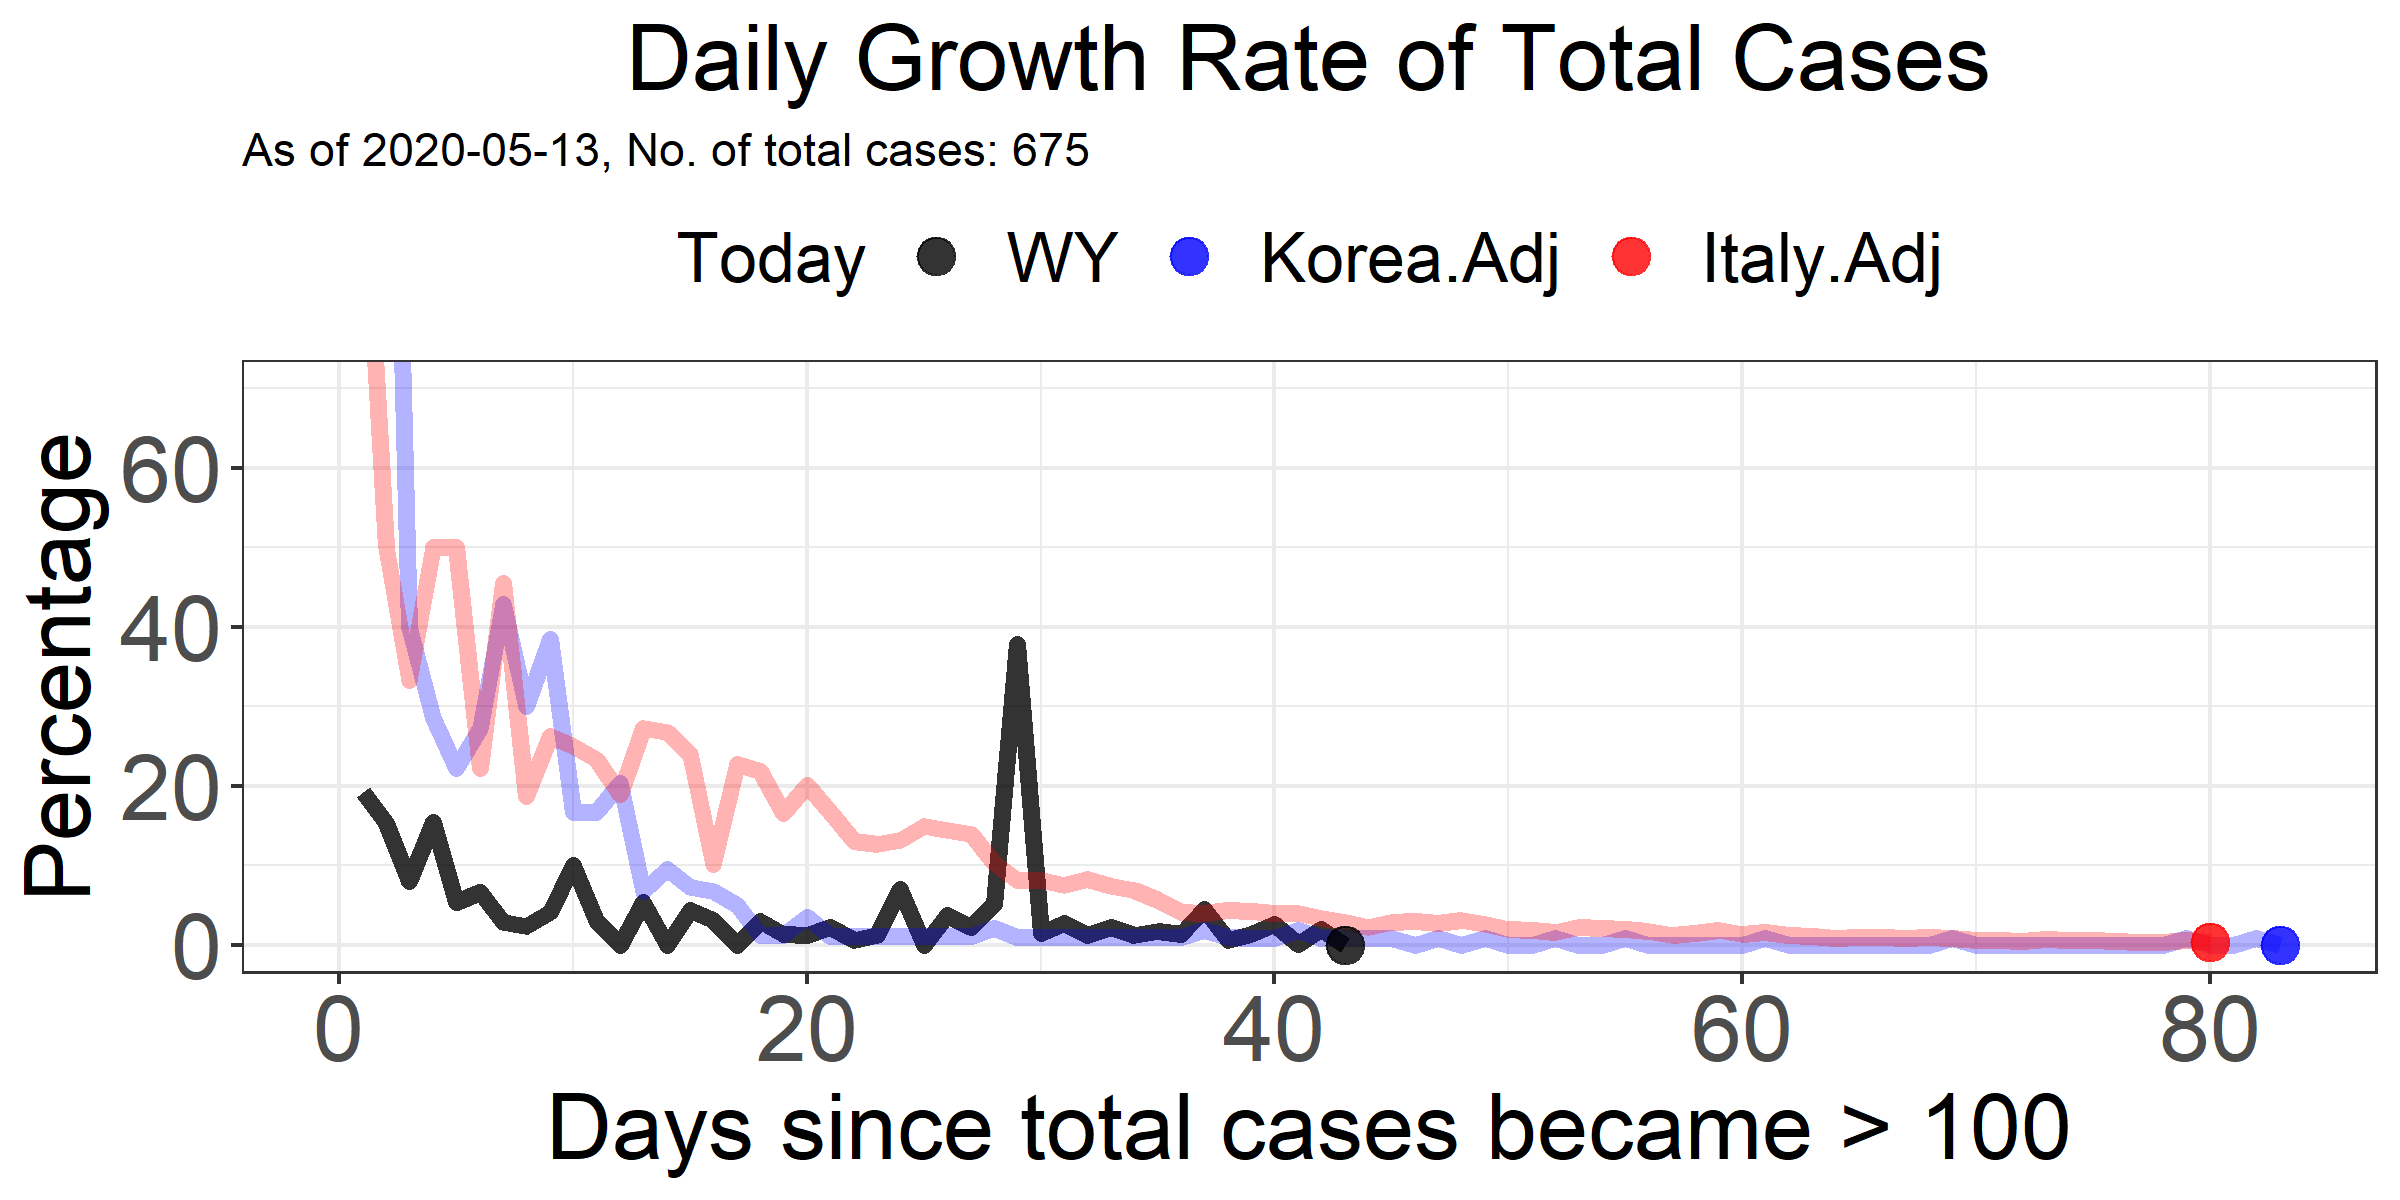 Daily Growth Rate of Total Cases
As of 2020-05-13, No. of total cases: 675
Today WY Korea.Adj Italy.Adj
Percentage
60
40
20
0
0 20 40 60 80
Days since total cases became > 100